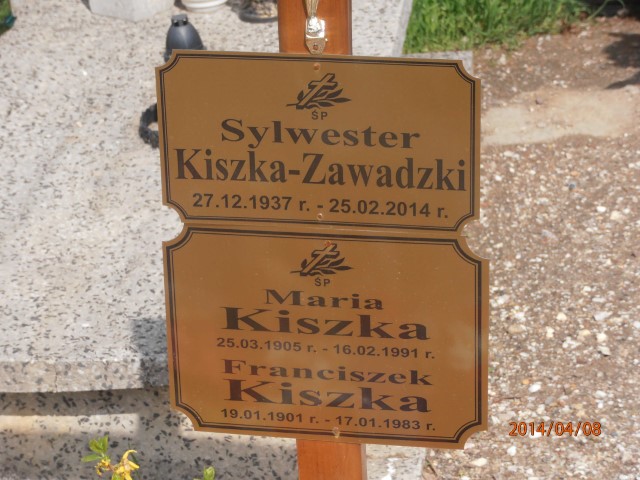 ŚP
Sylwester
Kiszka-Zawadzki
27.12.1937 r. - 25.02.2014 r.
ŚP
Maria
Kiszka
25.03.1905 r. - 16.02.1991 r.
Franciszek
Kiszka
19.01.1901 r. - 17.01.1983 r.
2014/04/08